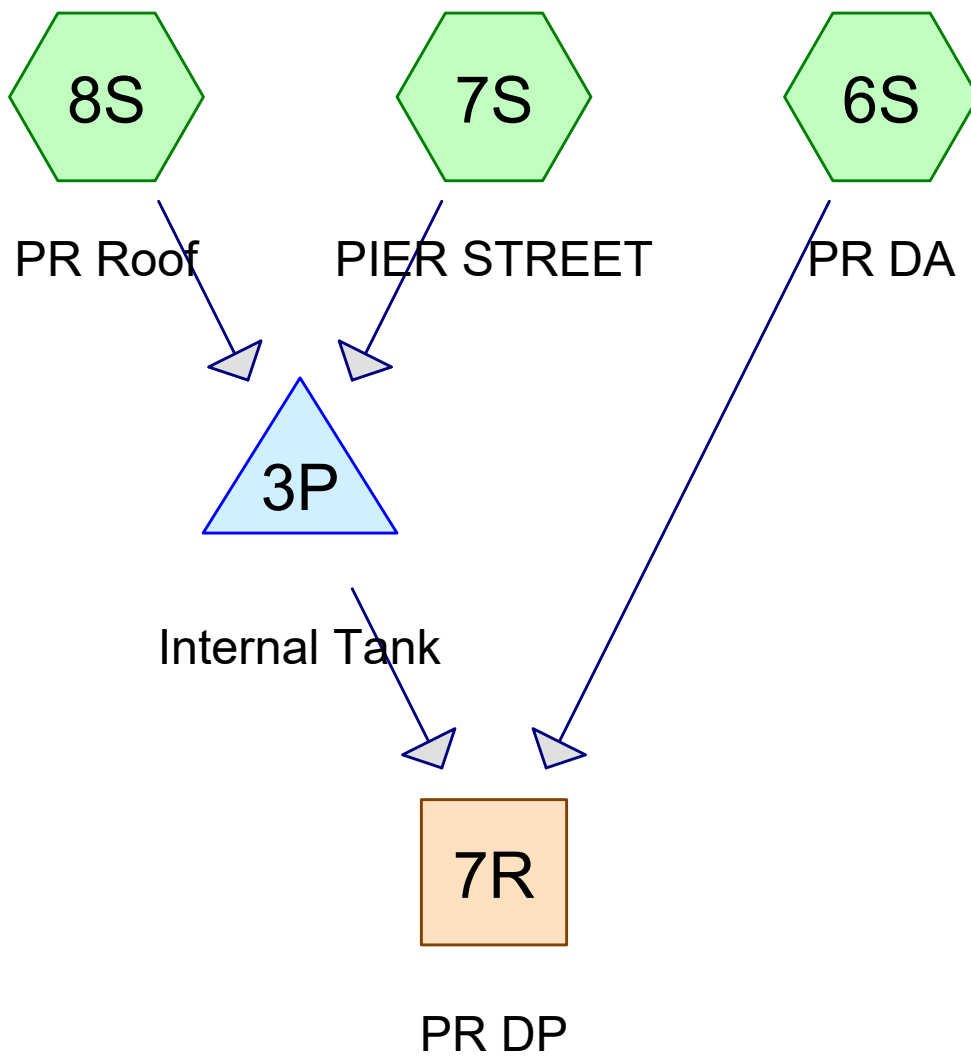 8S
7S
6S
PR Roof
PIER STREET
PR DA
3P
Internal Tank
7R
PR DP